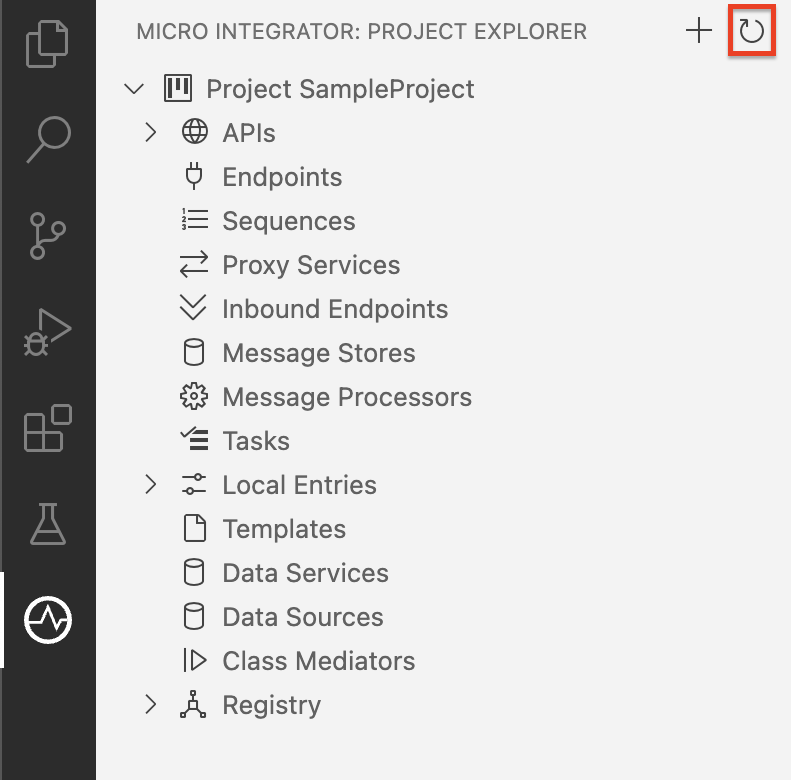 MICRO INTEGRATOR: PROJECT EXPLORER
Project SampleProject
APIs
Endpoints
Sequences
Proxy Services
Inbound Endpoints
Message Stores
Message Processors
Tasks
Local Entries
Templates
Data Services
Data Sources
Class Mediators
Registry